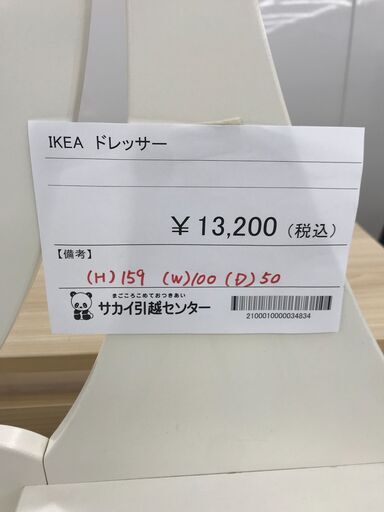 IKEA ドレッサー
￥13,200（税込）
【備考】
(H)159 (W)100 (D)50
まごころこめておつきあい
サカイ引越センター
2100010000034834